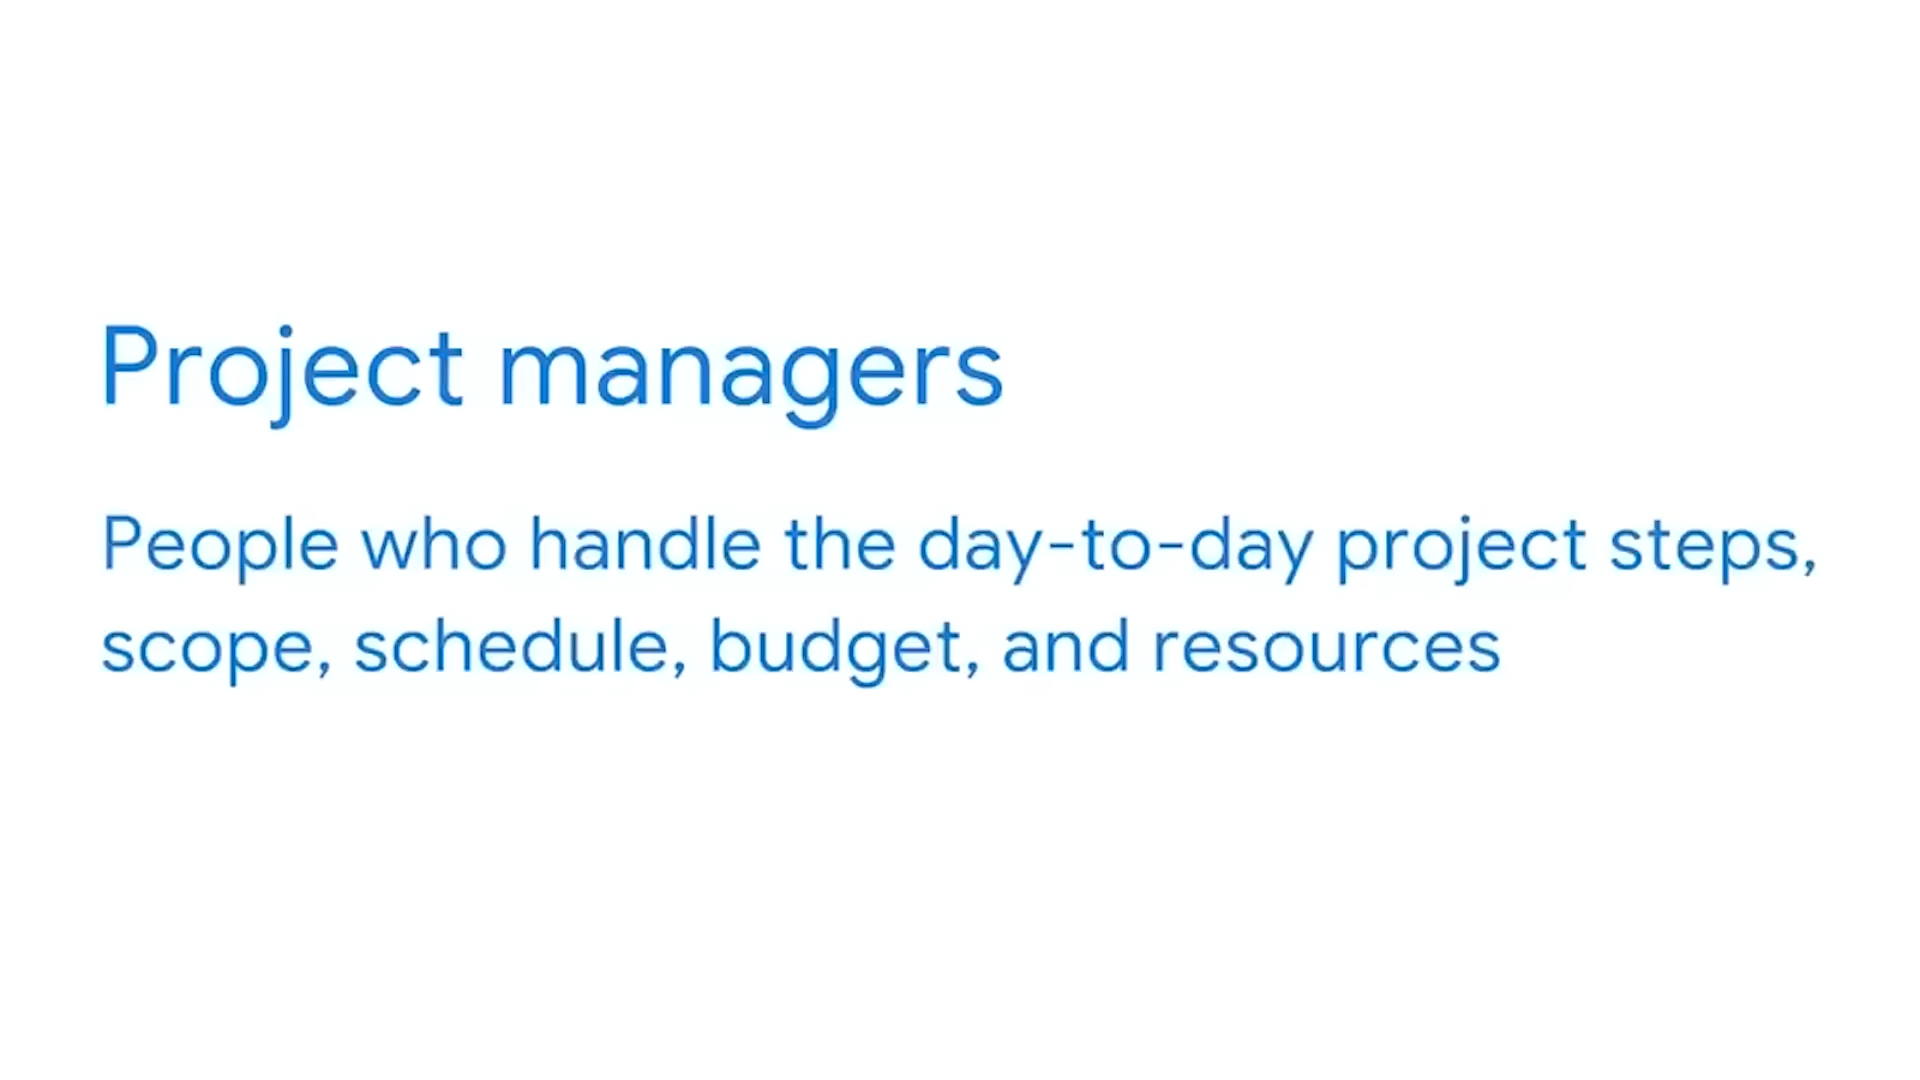 Project managers
People who handle the day-to-day project steps,
scope, schedule, budget, and resources